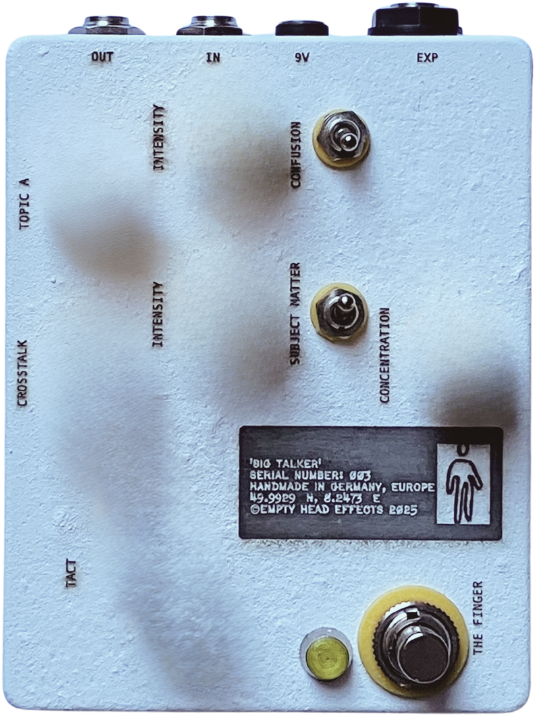 OUT
IN
9V
EXP
INTENSITY
CONFUSION
TOPIC A
INTENSITY
SUBJECT MATTER
CROSSTALK
CONCENTRATION
'BIG TALKER'
SERIAL NUMBER: 003
HANDMADE IN GERMANY, EUROPE
49.9929 N, 8.2473 E
©EMPTY HEAD EFFECTS 2025
TACT
THE FINGER